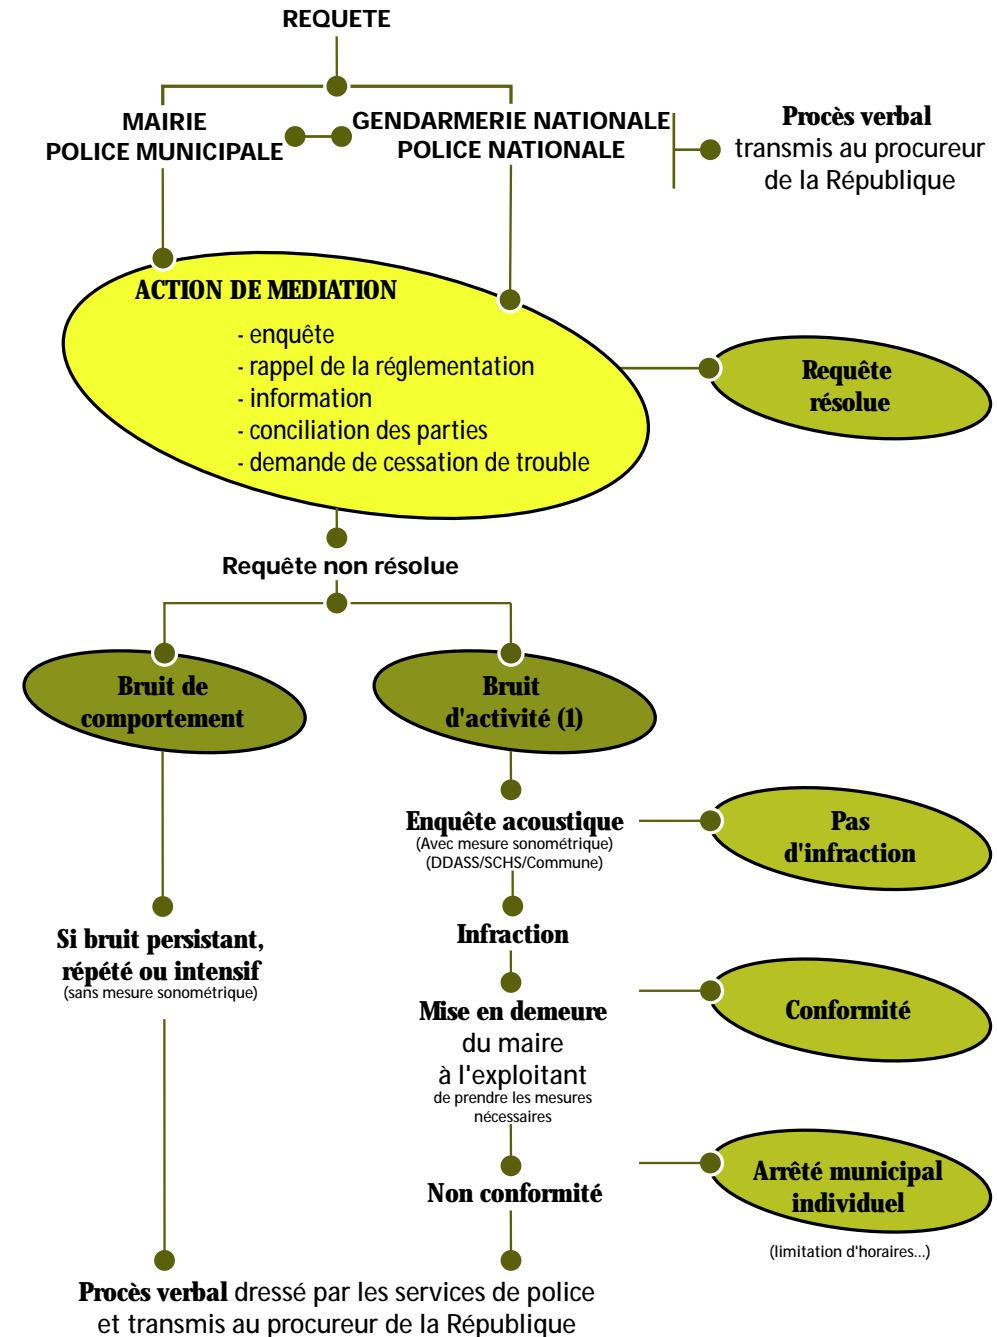 REQUETE
MAIRIE
POLICE MUNICIPALE
GENDARMERIE NATIONALE
POLICE NATIONALE
Procès verbal
transmis au procureur
de la République
ACTION DE MEDIATION
- enquête
- rappel de la réglementation
- information
- conciliation des parties
- demande de cessation de trouble
Requête
résolue
Requête non résolue
Bruit de
comportement
Bruit
d'activité (1)
Enquête acoustique
(Avec mesure sonométrique)
(DDASS/SCHS/Commune)
Pas
d'infraction
Si bruit persistant,
répété ou intensif
(sans mesure sonométrique)
Infraction
Mise en demeure
du maire
à l'exploitant
de prendre les mesures
nécessaires
Conformité
Non conformité
Arrêté municipal
individuel
(limitation d'horaires...)
Procès verbal dressé par les services de police
et transmis au procureur de la République